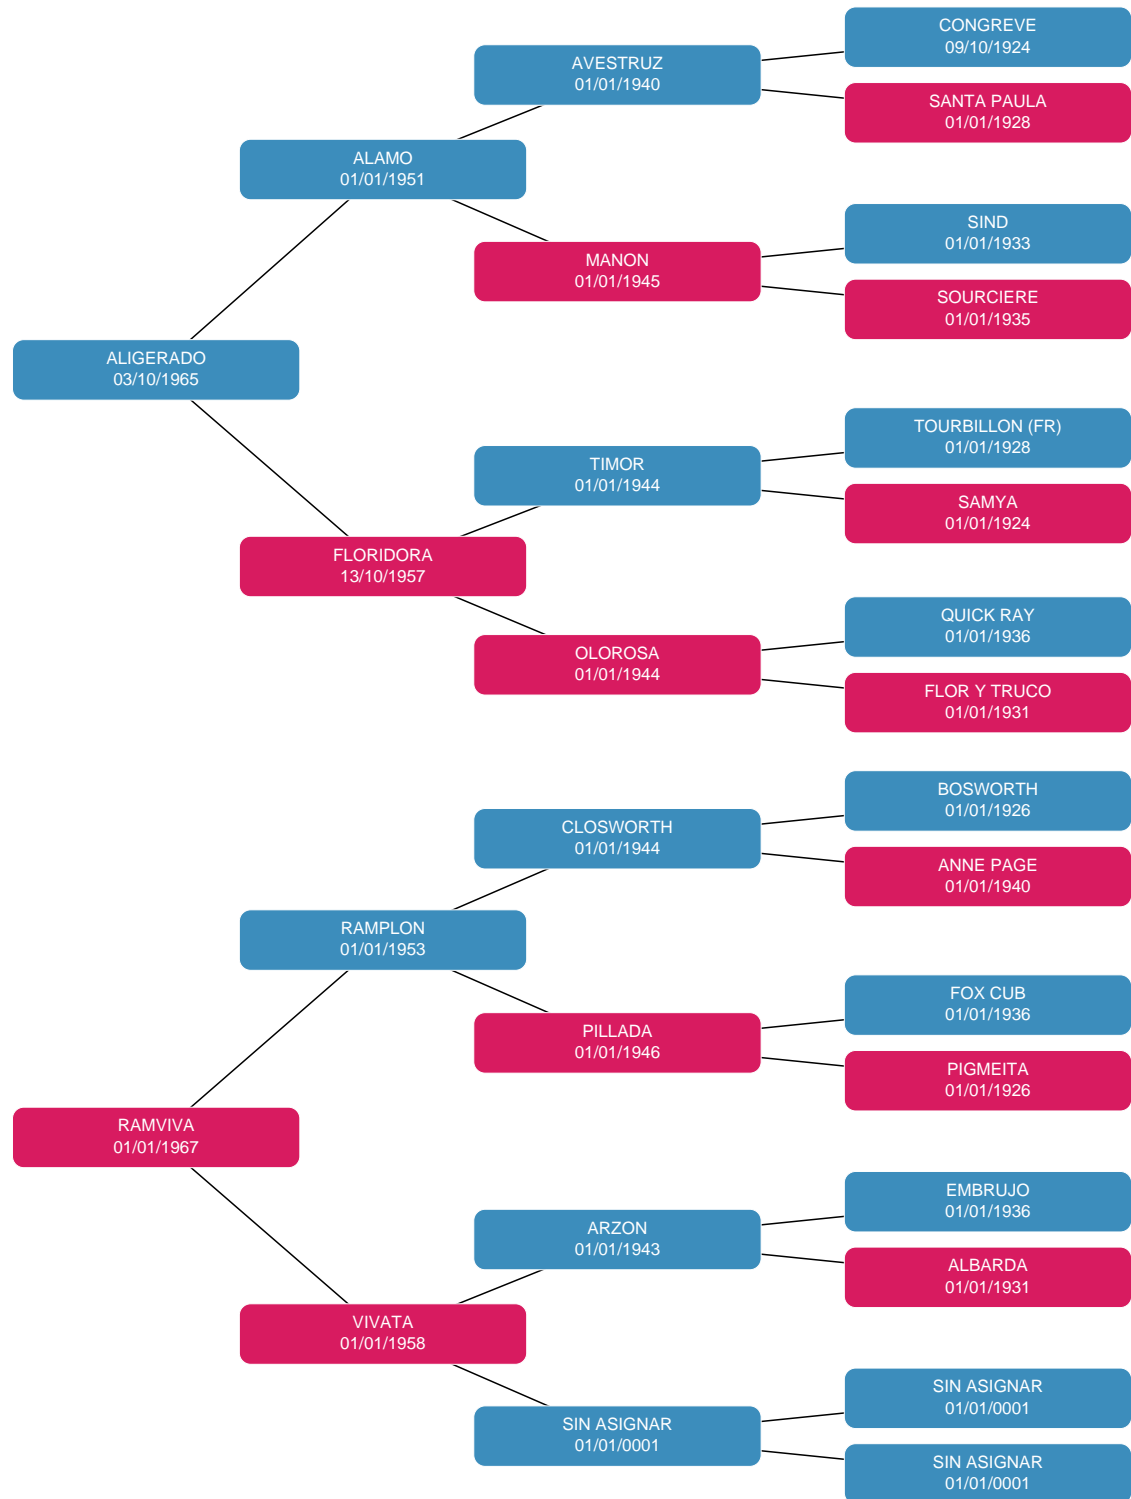 CONGREVE
09/10/1924
AVESTRUZ
01/01/1940
SANTA PAULA
01/01/1928
ALAMO
01/01/1951
SIND
01/01/1933
MANON
01/01/1945
SOURCIERE
01/01/1935
ALIGERADO
03/10/1965
TOURBILLON (FR)
01/01/1928
TIMOR
01/01/1944
SAMYA
01/01/1924
FLORIDORA
13/10/1957
QUICK RAY
01/01/1936
OLOROSA
01/01/1944
FLOR Y TRUCO
01/01/1931
BOSWORTH
01/01/1926
CLOSWORTH
01/01/1944
ANNE PAGE
01/01/1940
RAMPLON
01/01/1953
FOX CUB
01/01/1936
PILLADA
01/01/1946
PIGMEITA
01/01/1926
RAMVIVA
01/01/1967
EMBRUJO
01/01/1936
ARZON
01/01/1943
ALBARDA
01/01/1931
VIVATA
01/01/1958
SIN ASIGNAR
01/01/0001
SIN ASIGNAR
01/01/0001
SIN ASIGNAR
01/01/0001